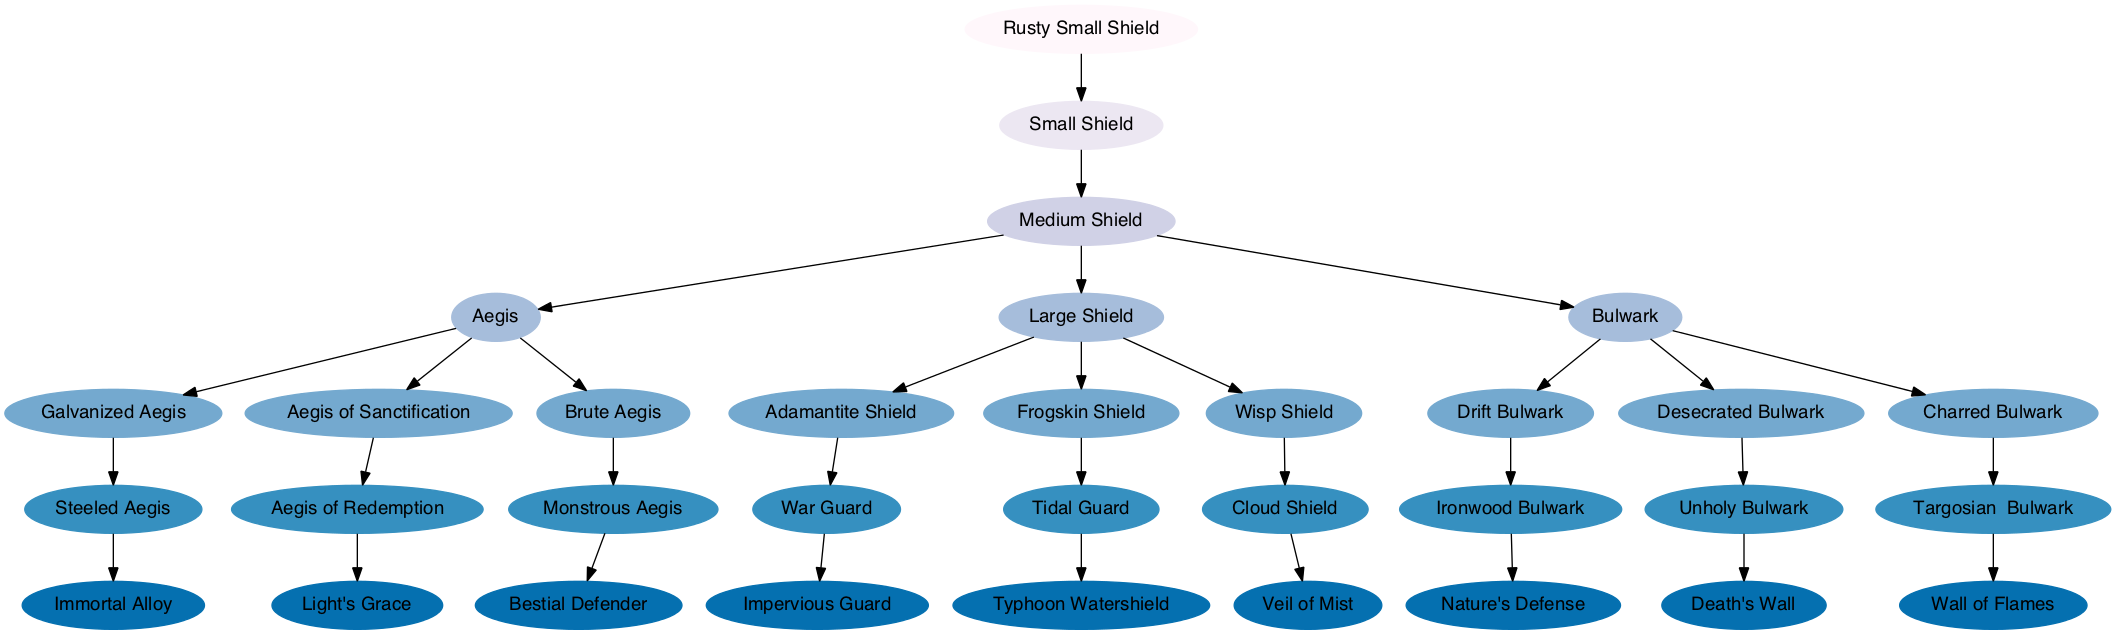 Rusty Small Shield
Small Shield
Medium Shield
Aegis
Large Shield
Bulwark
Galvanized Aegis
Aegis of Sanctification
Brute Aegis
Adamantite Shield
Frogskin Shield
Wisp Shield
Drift Bulwark
Desecrated Bulwark
Charred Bulwark
Steeled Aegis
Aegis of Redemption
Monstrous Aegis
War Guard
Tidal Guard
Cloud Shield
Ironwood Bulwark
Unholy Bulwark
Targosian  Bulwark
Immortal Alloy
Light's Grace
Bestial Defender
Impervious Guard
Typhoon Watershield
Veil of Mist
Nature's Defense
Death's Wall
Wall of Flames